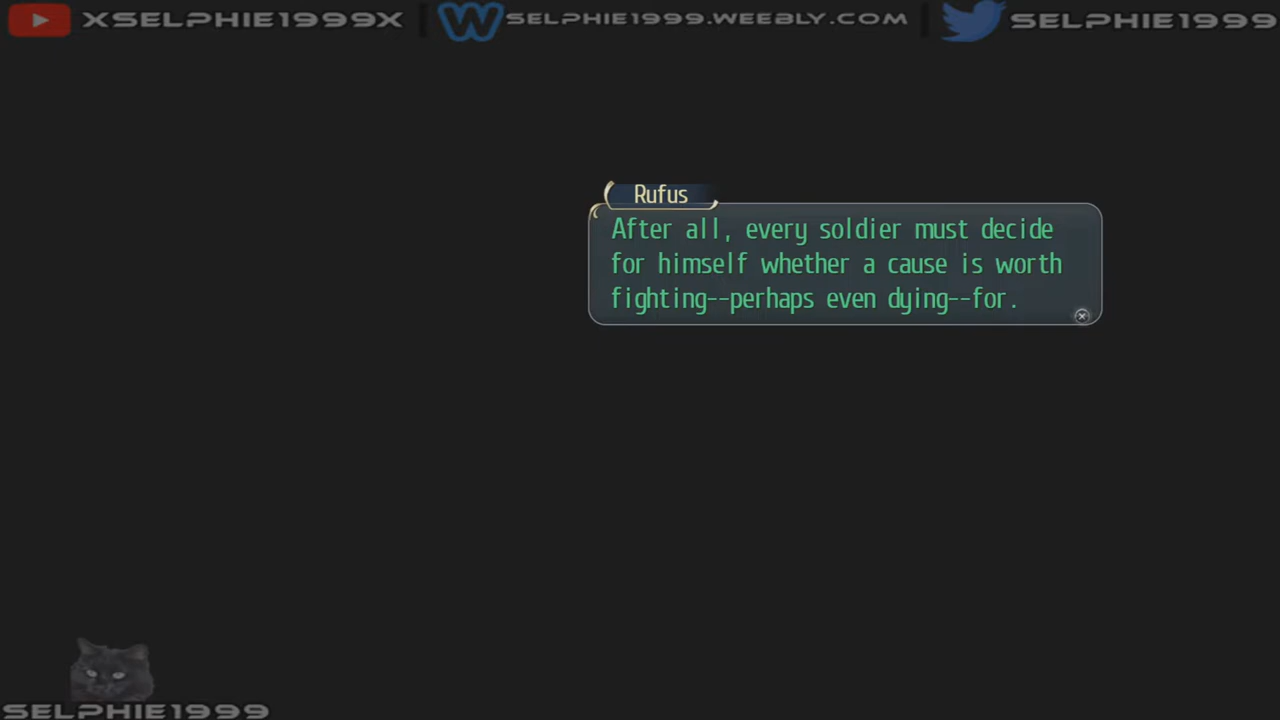 XSELPHIE1999X
SELPHIE1999.WEEBLY.COM
SELPHIE1999
Rufus
After all, every soldier must decide
for himself whether a cause is worth
fighting--perhaps even dying--for.
SELPHIE1999